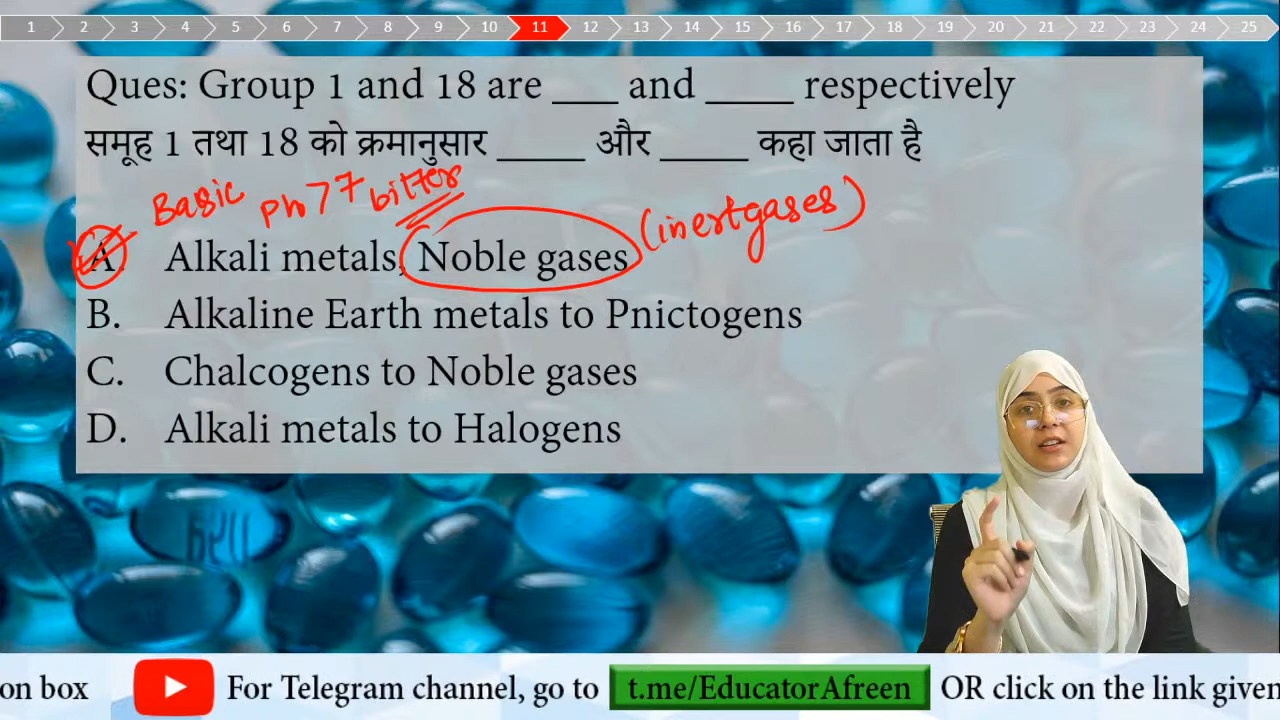 1 2 3 4 5 6 7 8 9 10 11 12 13 14 15 16 17 18 19 20 21 22 23 24 25
Ques: Group 1 and 18 are ___ and ____ respectively
समूह 1 तथा 18 को क्रमानुसार ____ और ____ कहा जाता है
Basic Ph > 7 bitter
A. Alkali metals, Noble gases (inertgases)
B. Alkaline Earth metals to Pnictogens
C. Chalcogens to Noble gases
D. Alkali metals to Halogens
on box For Telegram channel, go to t.me/EducatorAfreen OR click on the link given